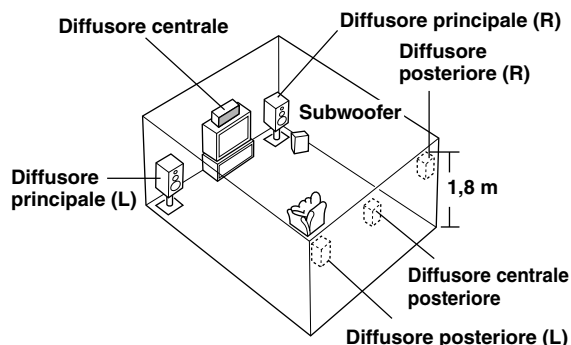 Diffusore centrale
Diffusore principale (R)
Diffusore
posteriore (R)
Subwoofer
Diffusore
principale (L)
1,8 m
Diffusore centrale
posteriore
Diffusore posteriore (L)